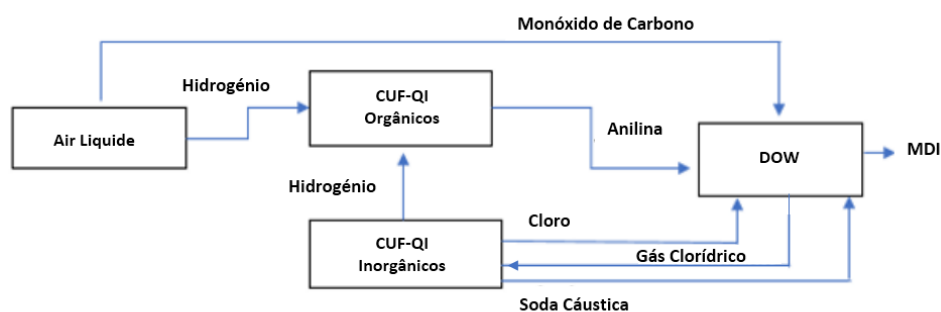 Monóxido de Carbono
Hidrogénio
CUF-QI
Orgânicos
Air Liquide
Anilina
DOW
MDI
Hidrogénio
Cloro
CUF-QI
Inorgânicos
Gás Clorídrico
Soda Cáustica